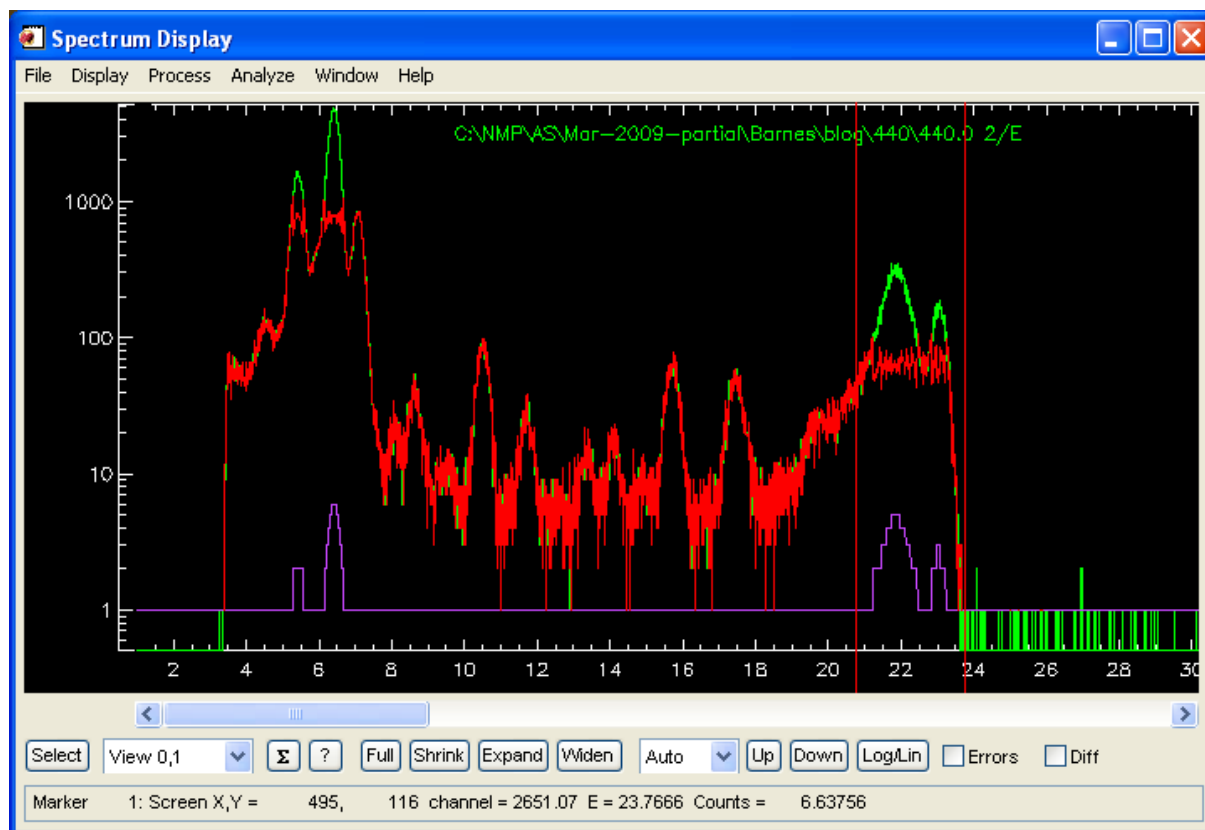 Spectrum Display
File Display Process Analyze Window Help
C:\NMP\AS\Mar-2009-partial\Barnes\blog\440\440.0 2/E
1000
100
10
1
2 4 6 8 10 12 14 16 18 20 22 24 26 28 30
Select View 0,1 Σ ? Full Shrink Expand Widen Auto Up Down Log/Lin Errors Diff
Marker 1: Screen X,Y = 495, 116 channel = 2651.07 E = 23.7666 Counts = 6.63756